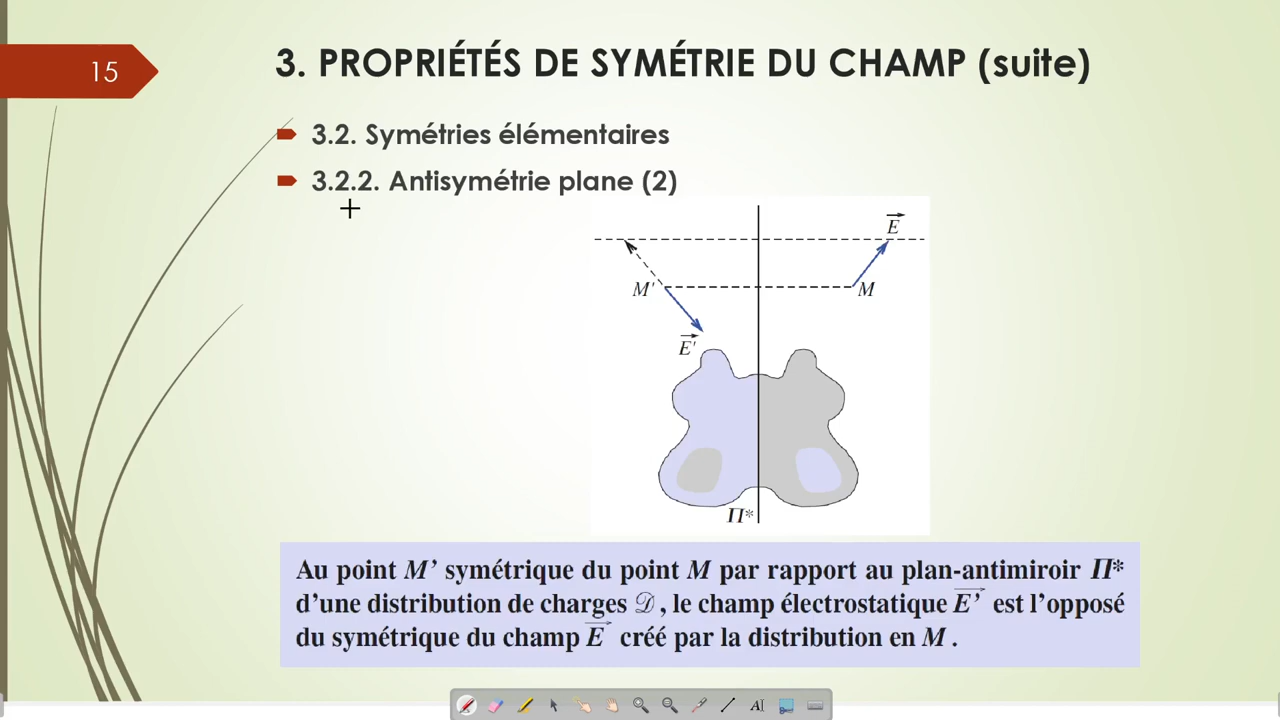 15
3. PROPRIÉTÉS DE SYMÉTRIE DU CHAMP (suite)
3.2. Symétries élémentaires
3.2.2. Antisymétrie plane (2)
E
M' M
E'
Π*
Au point M’ symétrique du point M par rapport au plan-antimiroir Π*
d’une distribution de charges 𝒟, le champ électrostatique E’ est l’opposé
du symétrique du champ E créé par la distribution en M.
AI